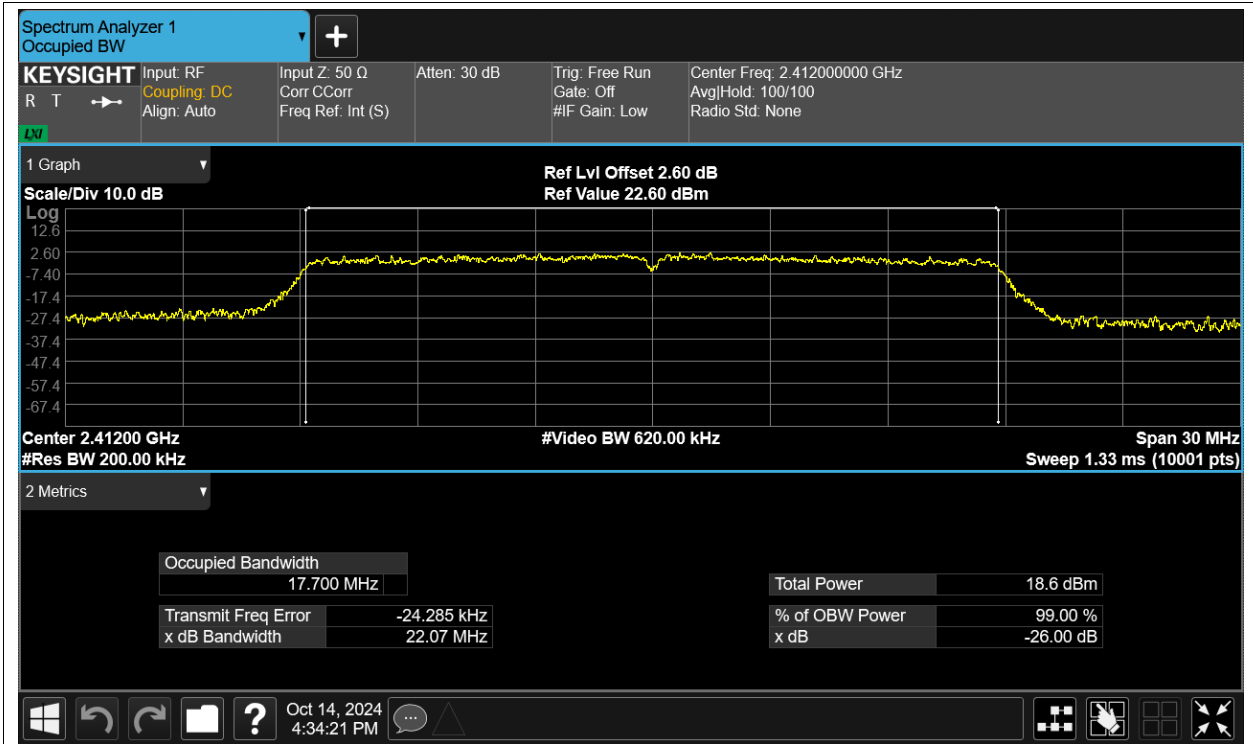 Spectrum Analyzer 1
Occupied BW
KEYSIGHT
R T
LXI
Input: RF
Coupling: DC
Align: Auto
Input Z: 50 Ω
Corr CCorr
Freq Ref: Int (S)
Atten: 30 dB
Trig: Free Run
Gate: Off
#IF Gain: Low
Center Freq: 2.412000000 GHz
Avg|Hold: 100/100
Radio Std: None
1 Graph
Scale/Div 10.0 dB
Ref Lvl Offset 2.60 dB
Ref Value 22.60 dBm
Log
12.6
2.60
-7.40
-17.4
-27.4
-37.4
-47.4
-57.4
-67.4
Center 2.41200 GHz
#Video BW 620.00 kHz
Span 30 MHz
#Res BW 200.00 kHz
Sweep 1.33 ms (10001 pts)
2 Metrics
Occupied Bandwidth
17.700 MHz
Total Power 18.6 dBm
Transmit Freq Error -24.285 kHz
% of OBW Power 99.00 %
x dB Bandwidth 22.07 MHz
x dB -26.00 dB
?
Oct 14, 2024
4:34:21 PM